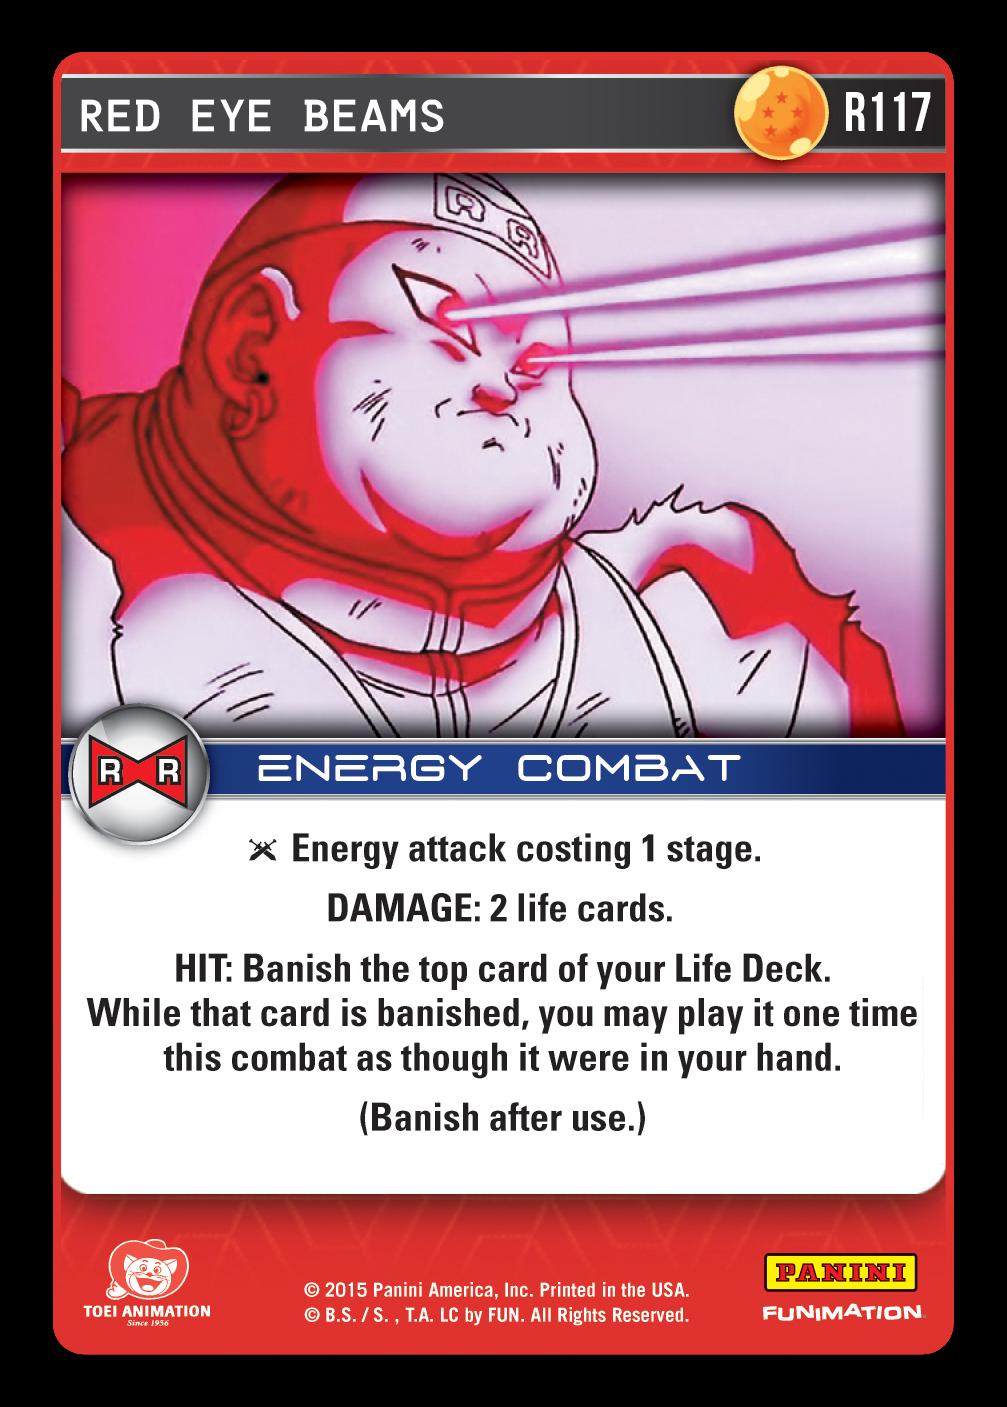 RED EYE BEAMS
R117
R R
R R
ENERGY COMBAT
Energy attack costing 1 stage.
DAMAGE: 2 life cards.
HIT: Banish the top card of your Life Deck.
While that card is banished, you may play it one time
this combat as though it were in your hand.
(Banish after use.)
TOEI ANIMATION
Since 1956
© 2015 Panini America, Inc. Printed in the USA.
© B.S. / S. , T.A. LC by FUN. All Rights Reserved.
PANINI
FUNIMATION